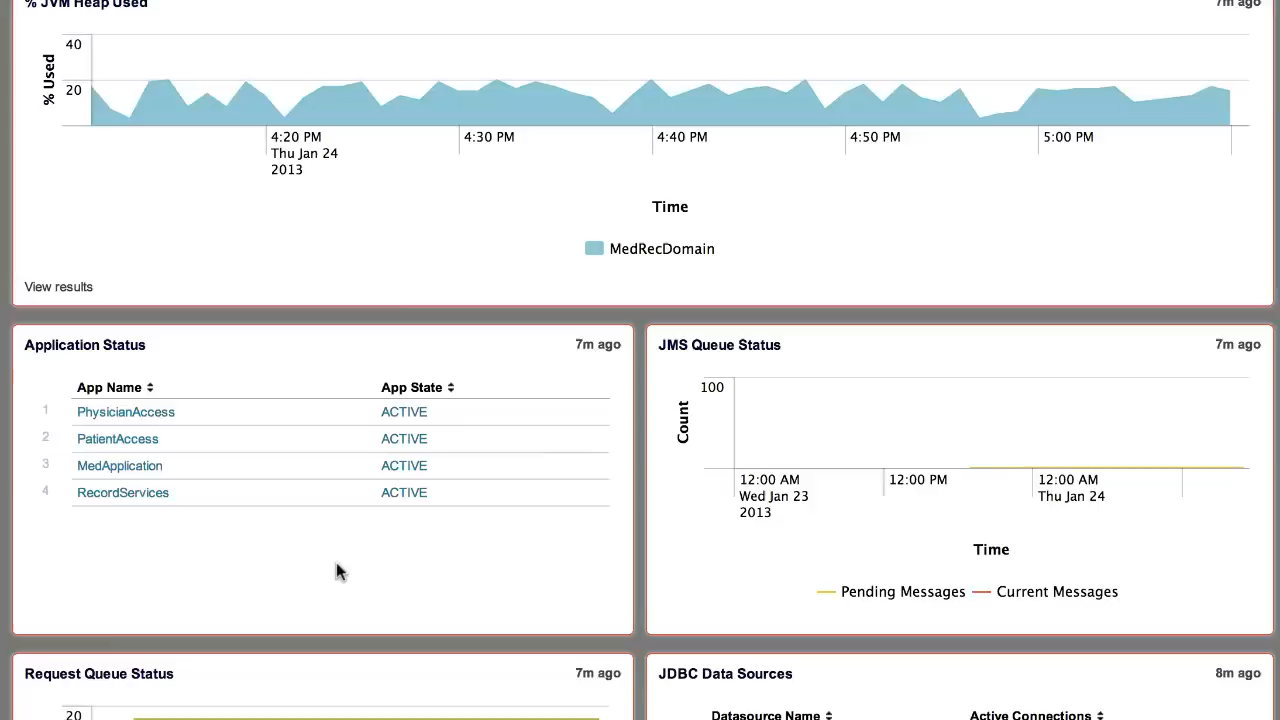 % JVM Heap Used 7m ago
40
20
% Used
4:20 PM 4:30 PM 4:40 PM 4:50 PM 5:00 PM
Thu Jan 24
2013
Time
MedRecDomain
View results
Application Status 7m ago
App Name App State
1 PhysicianAccess ACTIVE
2 PatientAccess ACTIVE
3 MedApplication ACTIVE
4 RecordServices ACTIVE
JMS Queue Status 7m ago
100
Count
12:00 AM 12:00 PM 12:00 AM
Wed Jan 23 Thu Jan 24
2013
Time
Pending Messages Current Messages
Request Queue Status 7m ago
20
JDBC Data Sources 8m ago
Datasource Name Active Connections